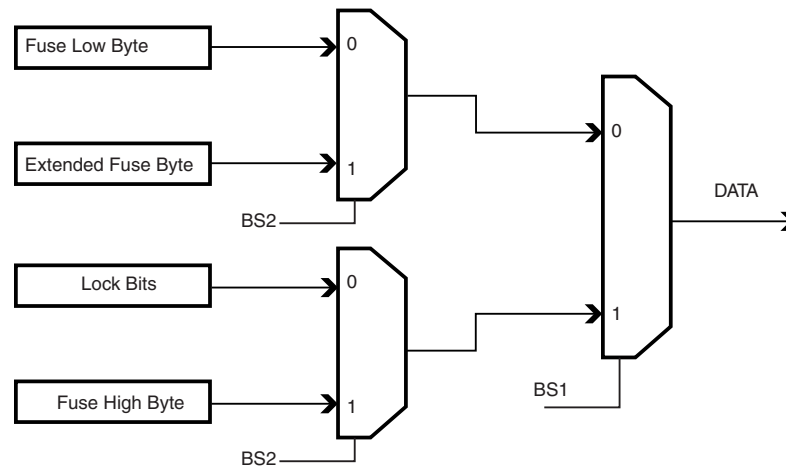 Fuse Low Byte
0
Extended Fuse Byte
1
BS2
0
DATA
Lock Bits
0
1
Fuse High Byte
1
BS1
BS2